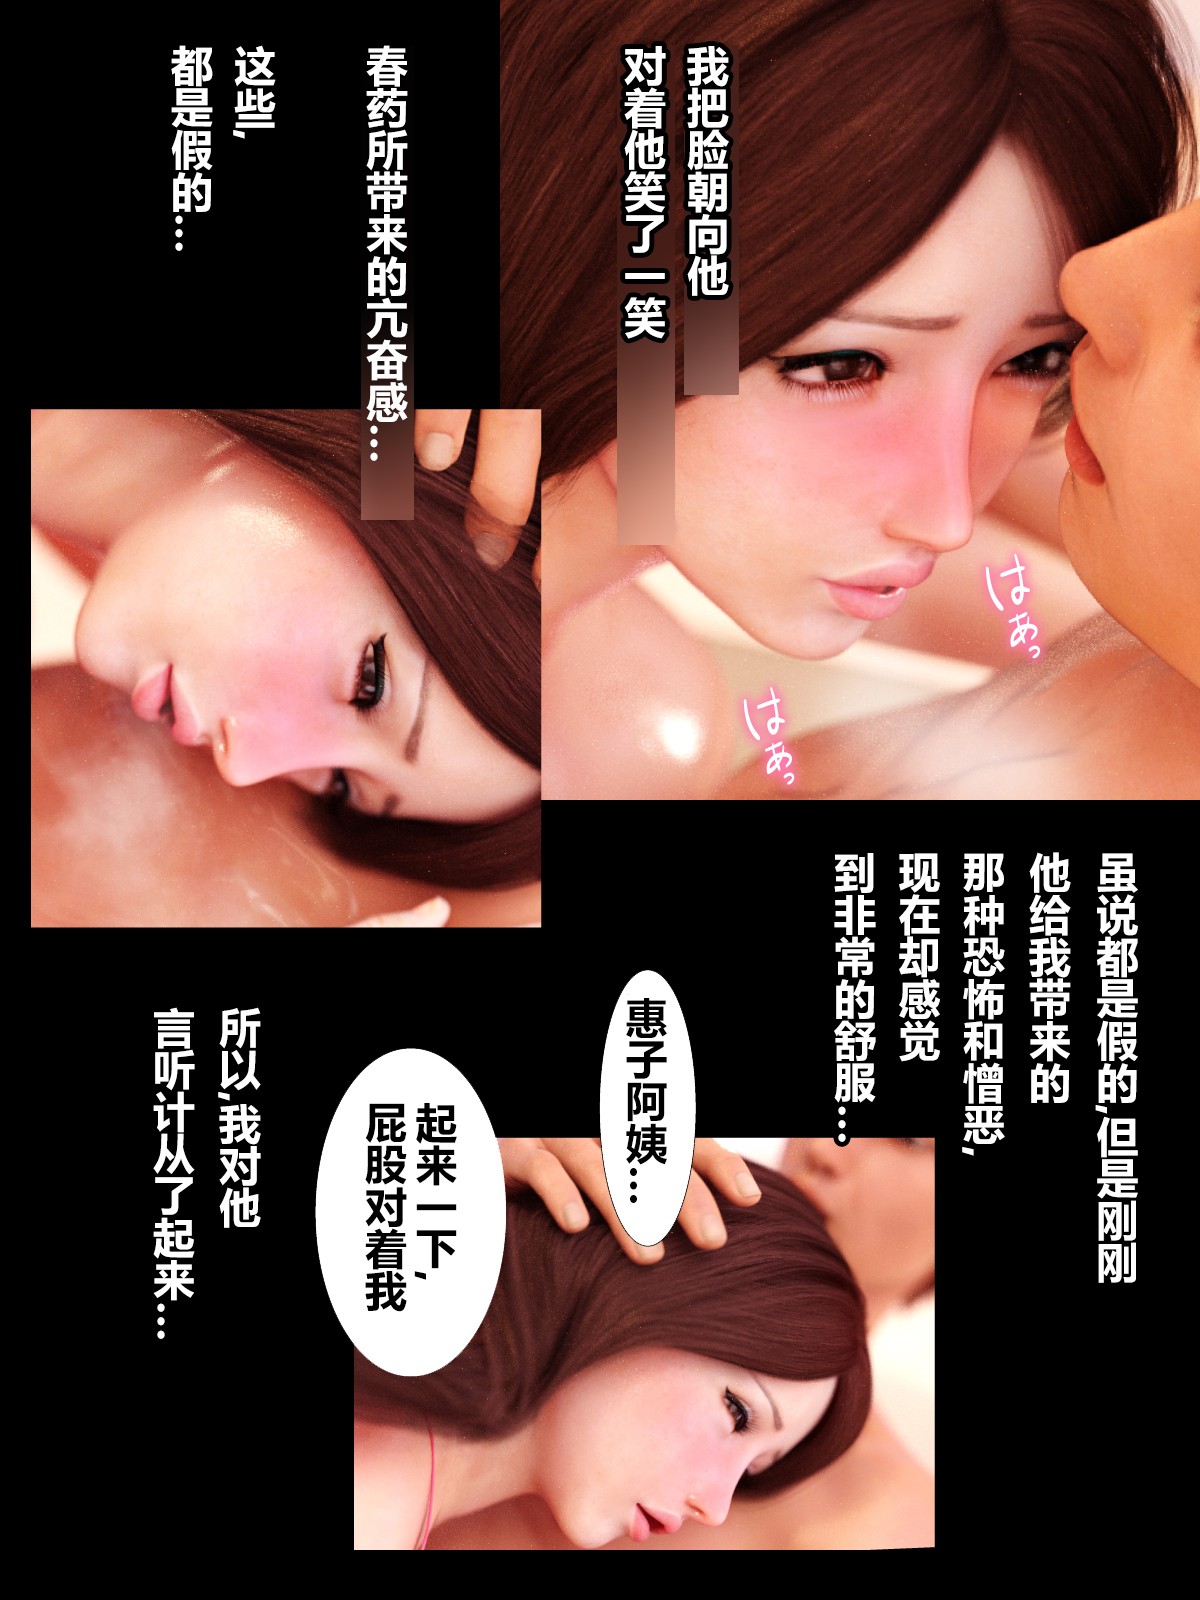 我把脸朝向他
对着他笑了一笑
春药所带来的亢奋感…
这些,
都是假的…
はぁっ
はぁっ
虽说都是假的,但是刚刚
他给我带来的
那种恐怖和憎恶,
现在却感觉
到非常的舒服…
惠子阿姨…
起来一下,
屁股对着我
所以,我对他
言听计从了起来…